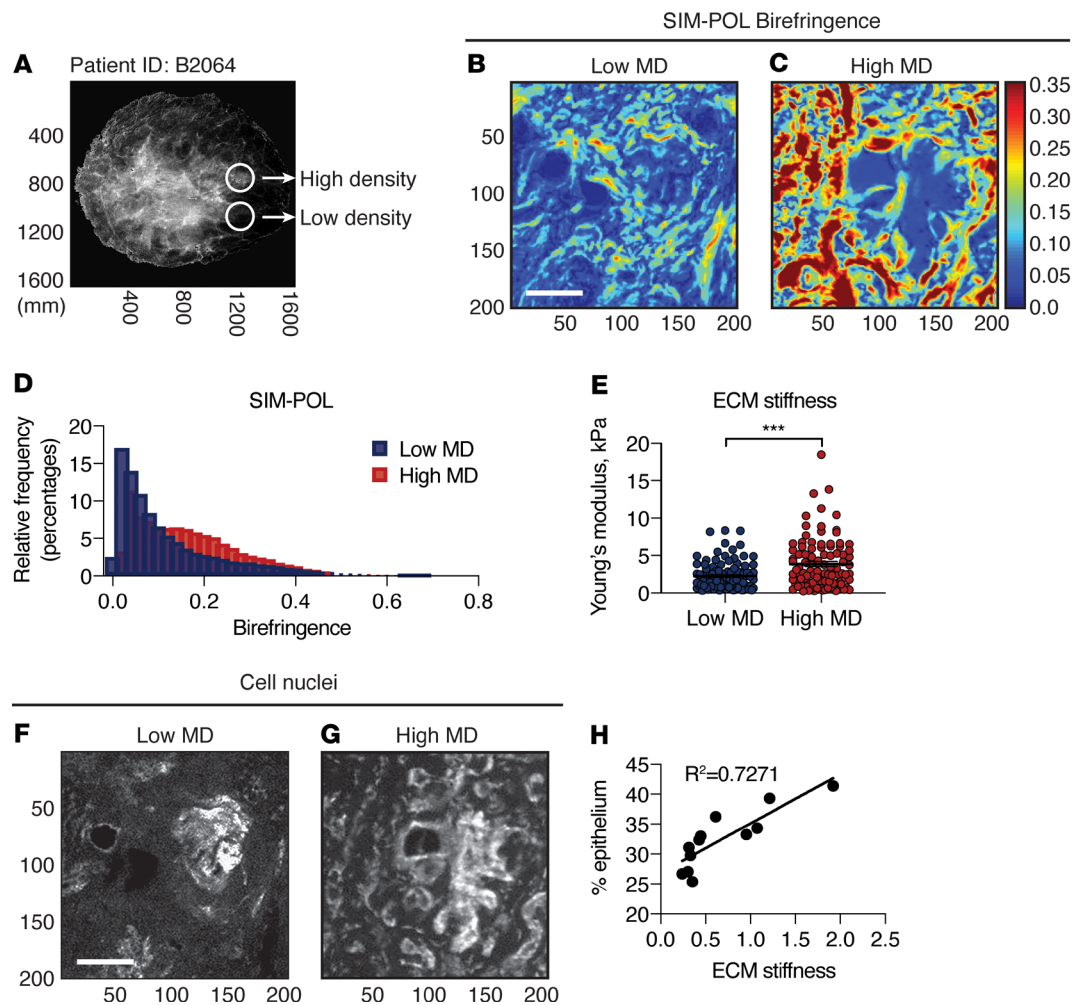 SIM-POL Birefringence
A
Patient ID: B2064
400
800
1200
1600
(mm)
400
800
1200
1600
High density
Low density
B
Low MD
50
100
150
200
50
100
150
200
C
High MD
50
100
150
200
0.35
0.30
0.25
0.20
0.15
0.10
0.05
0.0
D
SIM-POL
Relative frequency
(percentages)
20
15
10
5
0
0.0
0.2
0.4
0.6
0.8
Birefringence
Low MD
High MD
E
ECM stiffness
***
Young's modulus, kPa
20
15
10
5
0
Low MD
High MD
Cell nuclei
F
Low MD
50
100
150
200
50
100
150
200
G
High MD
50
100
150
200
H
R²=0.7271
% epithelium
45
40
35
30
25
20
0.0
0.5
1.0
1.5
2.0
2.5
ECM stiffness